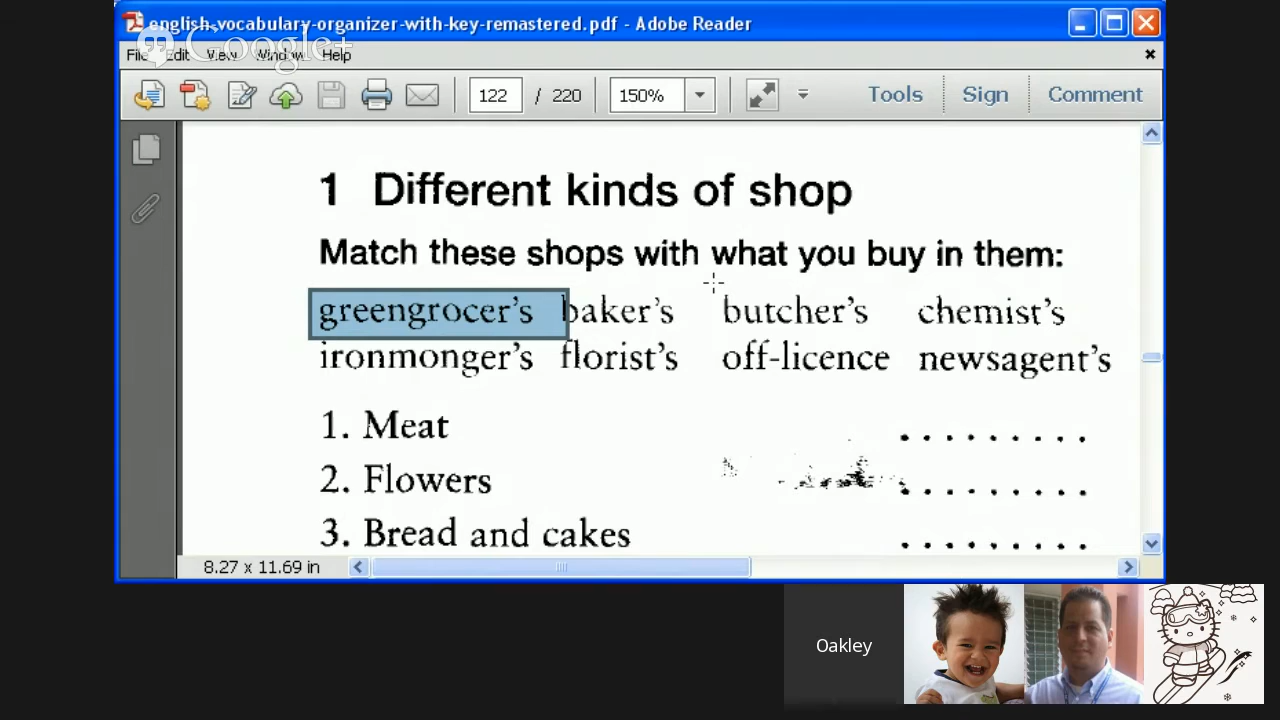 english-vocabulary-organizer-with-key-remastered.pdf - Adobe Reader
Google+
File Edit View Window Help
122 / 220 150% Tools Sign Comment
1 Different kinds of shop
Match these shops with what you buy in them:
greengrocer's baker's butcher's chemist's
ironmonger's florist's off-licence newsagent's
1. Meat .........
2. Flowers .........
3. Bread and cakes .........
8.27 x 11.69 in
Oakley